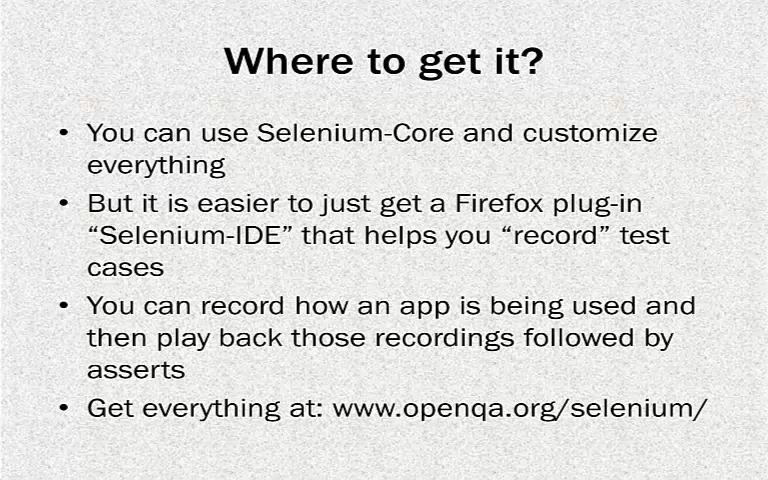 Where to get it?
• You can use Selenium-Core and customize
everything
• But it is easier to just get a Firefox plug-in
“Selenium-IDE” that helps you “record” test
cases
• You can record how an app is being used and
then play back those recordings followed by
asserts
• Get everything at: www.openqa.org/selenium/